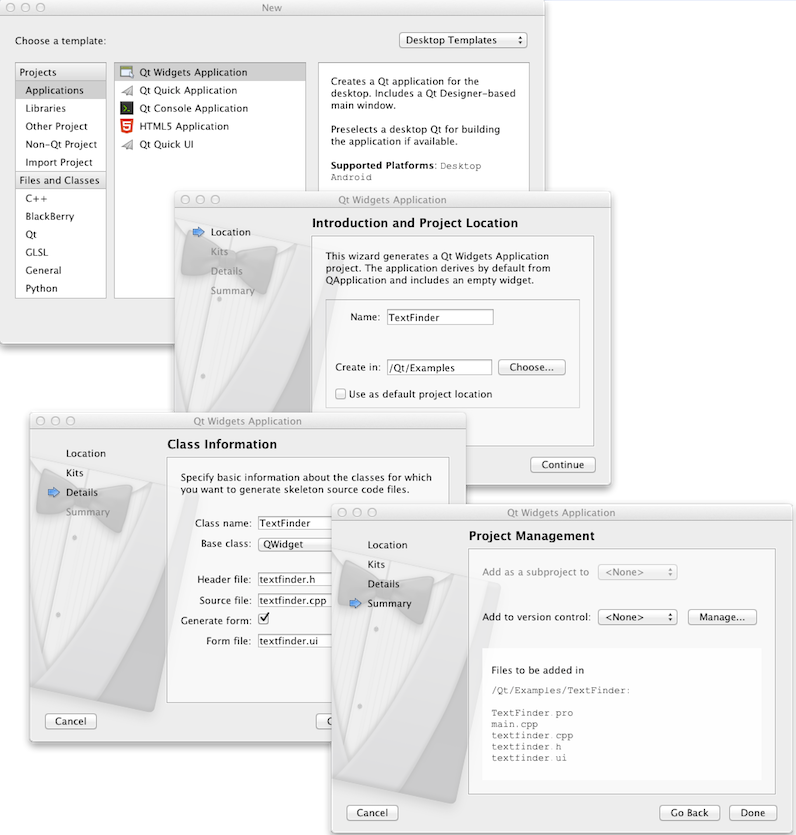 New
Choose a template:
Desktop Templates
Projects
Applications
Libraries
Other Project
Non-Qt Project
Import Project
Files and Classes
C++
BlackBerry
Qt
GLSL
General
Python
Qt Widgets Application
Qt Quick Application
Qt Console Application
HTML5 Application
Qt Quick UI
Creates a Qt application for the
desktop. Includes a Qt Designer-based
main window.
Preselects a desktop Qt for building
the application if available.
Supported Platforms: Desktop
Android
Qt Widgets Application
Location
Kits
Details
Summary
Introduction and Project Location
This wizard generates a Qt Widgets Application
project. The application derives by default from
QApplication and includes an empty widget.
Name: TextFinder
Create in: /Qt/Examples Choose...
Use as default project location
Continue
Qt Widgets Application
Location
Kits
Details
Summary
Class Information
Specify basic information about the classes for which
you want to generate skeleton source code files.
Class name: TextFinder
Base class: QWidget
Header file: textfinder.h
Source file: textfinder.cpp
Generate form:
Form file: textfinder.ui
Cancel
Qt Widgets Application
Location
Kits
Details
Summary
Project Management
Add as a subproject to <None>
Add to version control: <None> Manage...
Files to be added in
/Qt/Examples/TextFinder:
TextFinder.pro
main.cpp
textfinder.cpp
textfinder.h
textfinder.ui
Cancel
Go Back
Done